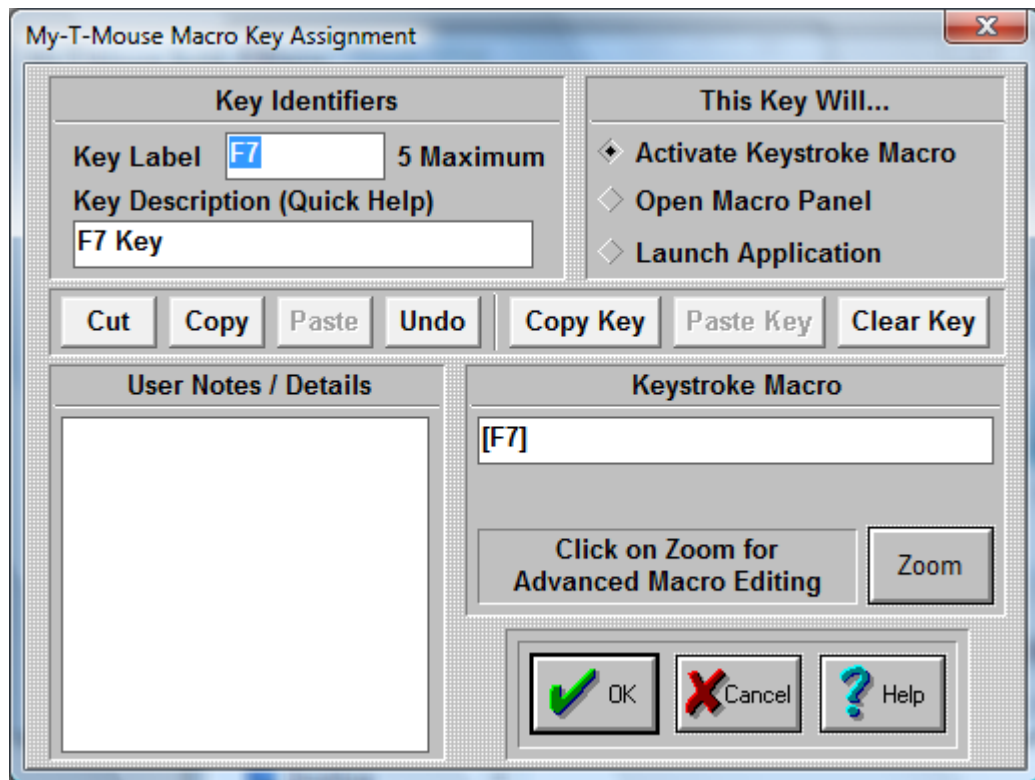 My-T-Mouse Macro Key Assignment
Key Identifiers
Key Label F7 5 Maximum
Key Description (Quick Help)
F7 Key
This Key Will...
Activate Keystroke Macro
Open Macro Panel
Launch Application
Cut Copy Paste Undo Copy Key Paste Key Clear Key
User Notes / Details
Keystroke Macro
[F7]
Click on Zoom for
Advanced Macro Editing
Zoom
OK Cancel Help